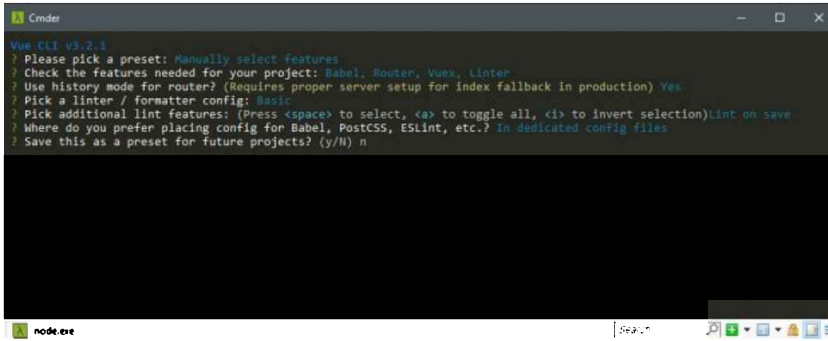 Cmder
Vue CLI v3.2.1
? Please pick a preset: Manually select features
? Check the features needed for your project: Babel, Router, Vuex, Linter
? Use history mode for router? (Requires proper server setup for index fallback in production) Yes
? Pick a linter / formatter config: Basic
? Pick additional lint features: (Press <space> to select, <a> to toggle all, <i> to invert selection)Lint on save
? Where do you prefer placing config for Babel, PostCSS, ESLint, etc.? In dedicated config files
? Save this as a preset for future projects? (y/N) n
node.exe
Search